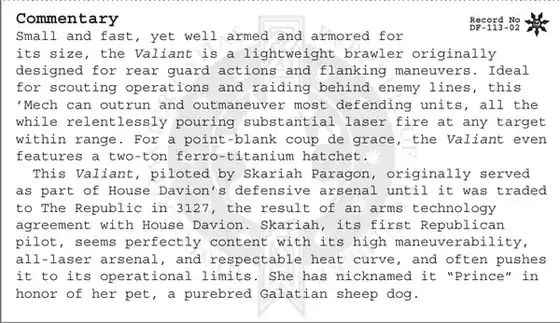 Commentary
Record No
DF-113-02
Small and fast, yet well armed and armored for
its size, the Valiant is a lightweight brawler originally
designed for rear guard actions and flanking maneuvers. Ideal
for scouting operations and raiding behind enemy lines, this
'Mech can outrun and outmaneuver most defending units, all the
while relentlessly pouring substantial laser fire at any target
within range. For a point-blank coup de grace, the Valiant even
features a two-ton ferro-titanium hatchet.
This Valiant, piloted by Skariah Paragon, originally served
as part of House Davion's defensive arsenal until it was traded
to The Republic in 3127, the result of an arms technology
agreement with House Davion. Skariah, its first Republican
pilot, seems perfectly content with its high maneuverability,
all-laser arsenal, and respectable heat curve, and often pushes
it to its operational limits. She has nicknamed it “Prince” in
honor of her pet, a purebred Galatian sheep dog.